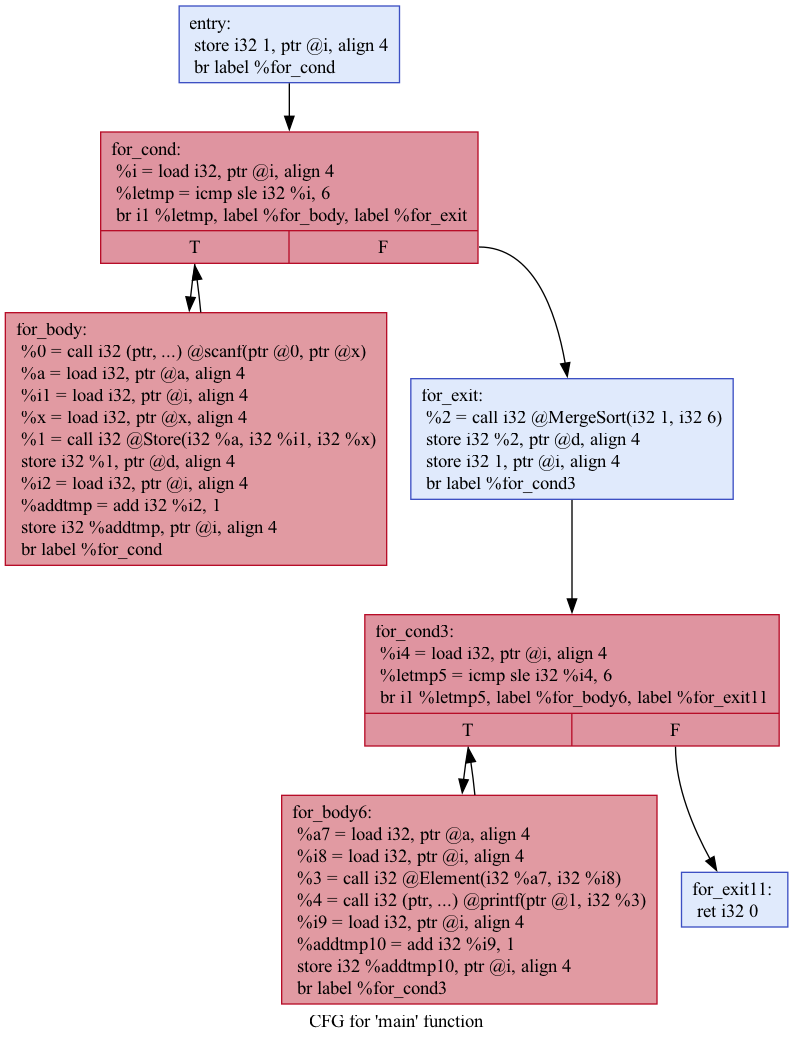 entry:
store i32 1, ptr @i, align 4
br label %for_cond
for_cond:
%i = load i32, ptr @i, align 4
%letmp = icmp sle i32 %i, 6
br i1 %letmp, label %for_body, label %for_exit
T
F
for_body:
%0 = call i32 (ptr, ...) @scanf(ptr @0, ptr @x)
%a = load i32, ptr @a, align 4
%i1 = load i32, ptr @i, align 4
%x = load i32, ptr @x, align 4
%1 = call i32 @Store(i32 %a, i32 %i1, i32 %x)
store i32 %1, ptr @d, align 4
%i2 = load i32, ptr @i, align 4
%addtmp = add i32 %i2, 1
store i32 %addtmp, ptr @i, align 4
br label %for_cond
for_exit:
%2 = call i32 @MergeSort(i32 1, i32 6)
store i32 %2, ptr @d, align 4
store i32 1, ptr @i, align 4
br label %for_cond3
for_cond3:
%i4 = load i32, ptr @i, align 4
%letmp5 = icmp sle i32 %i4, 6
br i1 %letmp5, label %for_body6, label %for_exit11
T
F
for_body6:
%a7 = load i32, ptr @a, align 4
%i8 = load i32, ptr @i, align 4
%3 = call i32 @Element(i32 %a7, i32 %i8)
%4 = call i32 (ptr, ...) @printf(ptr @1, i32 %3)
%i9 = load i32, ptr @i, align 4
%addtmp10 = add i32 %i9, 1
store i32 %addtmp10, ptr @i, align 4
br label %for_cond3
for_exit11:
ret i32 0
CFG for 'main' function